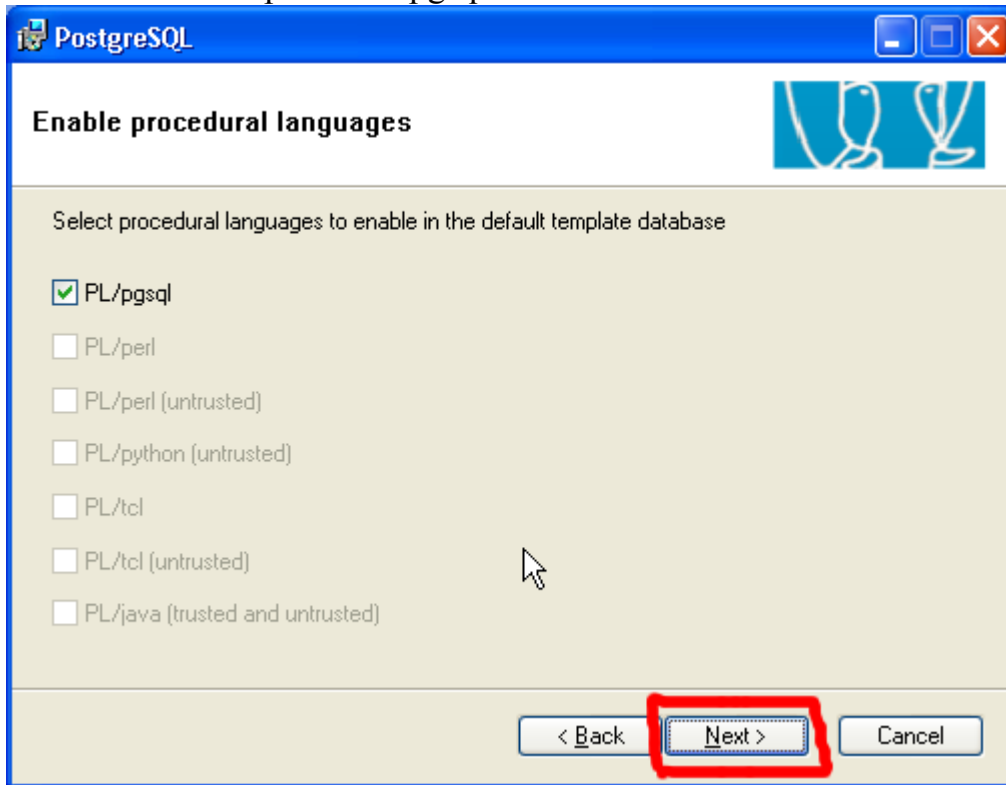 PostgreSQL
Enable procedural languages
Select procedural languages to enable in the default template database
PL/pgsql
PL/perl
PL/perl (untrusted)
PL/python (untrusted)
PL/tcl
PL/tcl (untrusted)
PL/java (trusted and untrusted)
< Back Next > Cancel